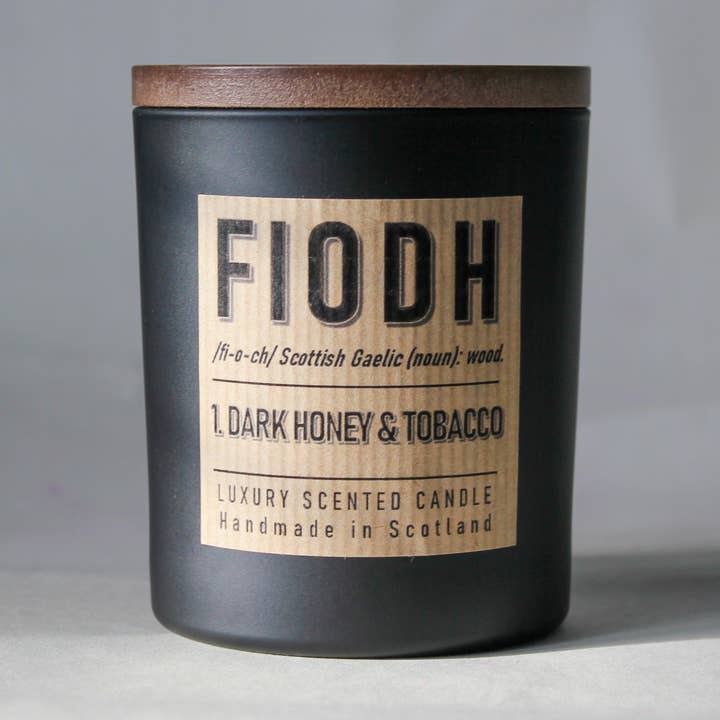 FIODH
/fi-o-ch/ Scottish Gaelic (noun): wood.
1. DARK HONEY & TOBACCO
LUXURY SCENTED CANDLE
Handmade in Scotland